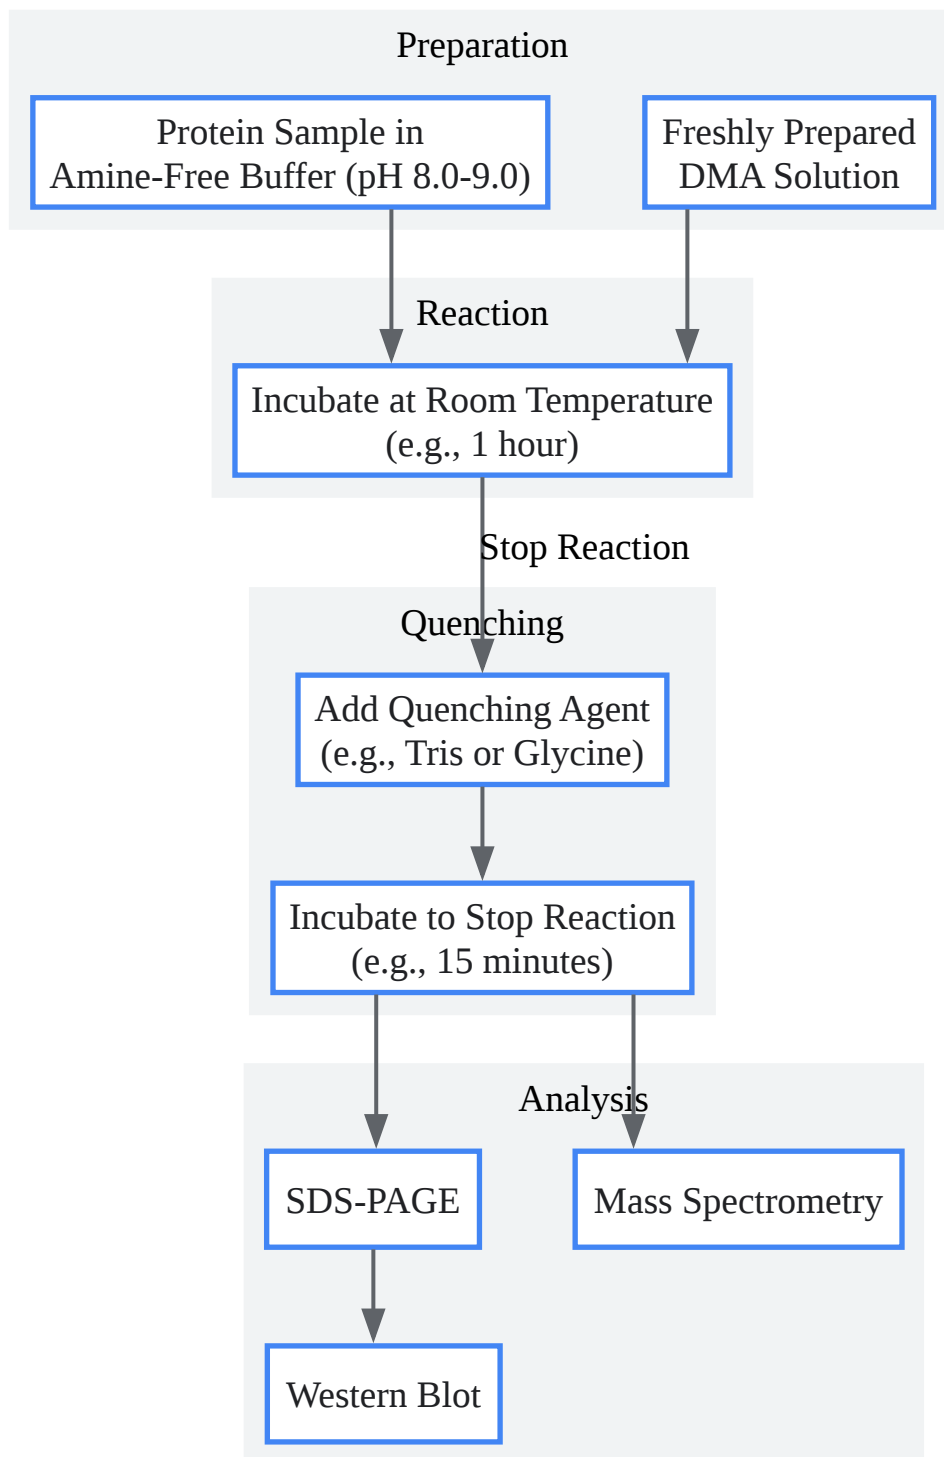 Preparation
Protein Sample in
Amine-Free Buffer (pH 8.0-9.0)
Freshly Prepared
DMA Solution
Reaction
Incubate at Room Temperature
(e.g., 1 hour)
Stop Reaction
Quenching
Add Quenching Agent
(e.g., Tris or Glycine)
Incubate to Stop Reaction
(e.g., 15 minutes)
Analysis
SDS-PAGE
Mass Spectrometry
Western Blot